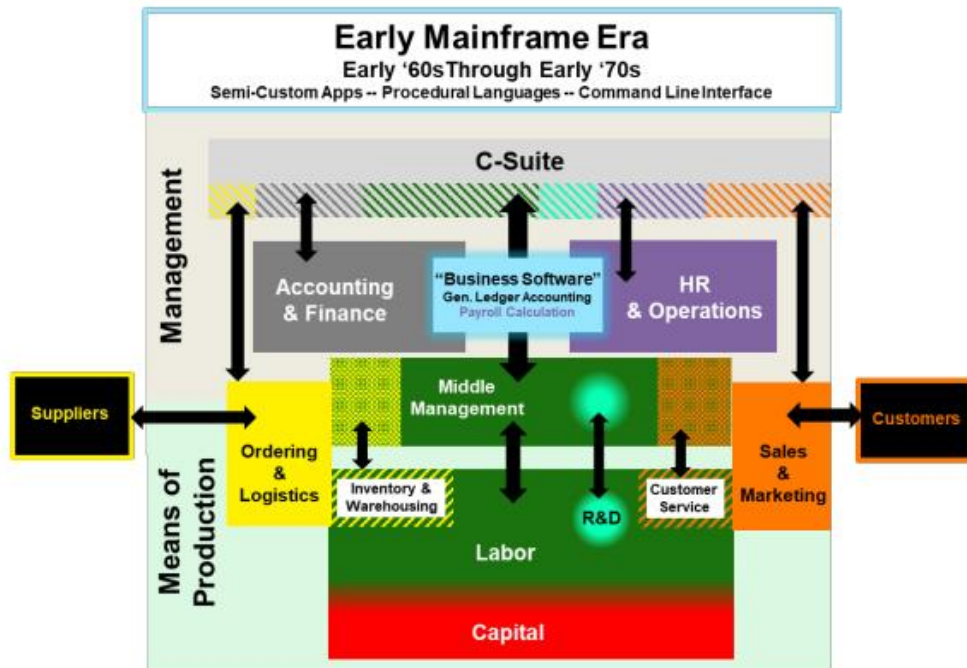 Early Mainframe Era
Early ‘60sThrough Early ‘70s
Semi-Custom Apps -- Procedural Languages -- Command Line Interface
Management
C-Suite
Accounting
& Finance
“Business Software”
Gen. Ledger Accounting
Payroll Calculation
HR
& Operations
Suppliers
Middle
Management
Customers
Means of
Production
Ordering
&
Logistics
Inventory &
Warehousing
R&D
Customer
Service
Sales
&
Marketing
Labor
Capital